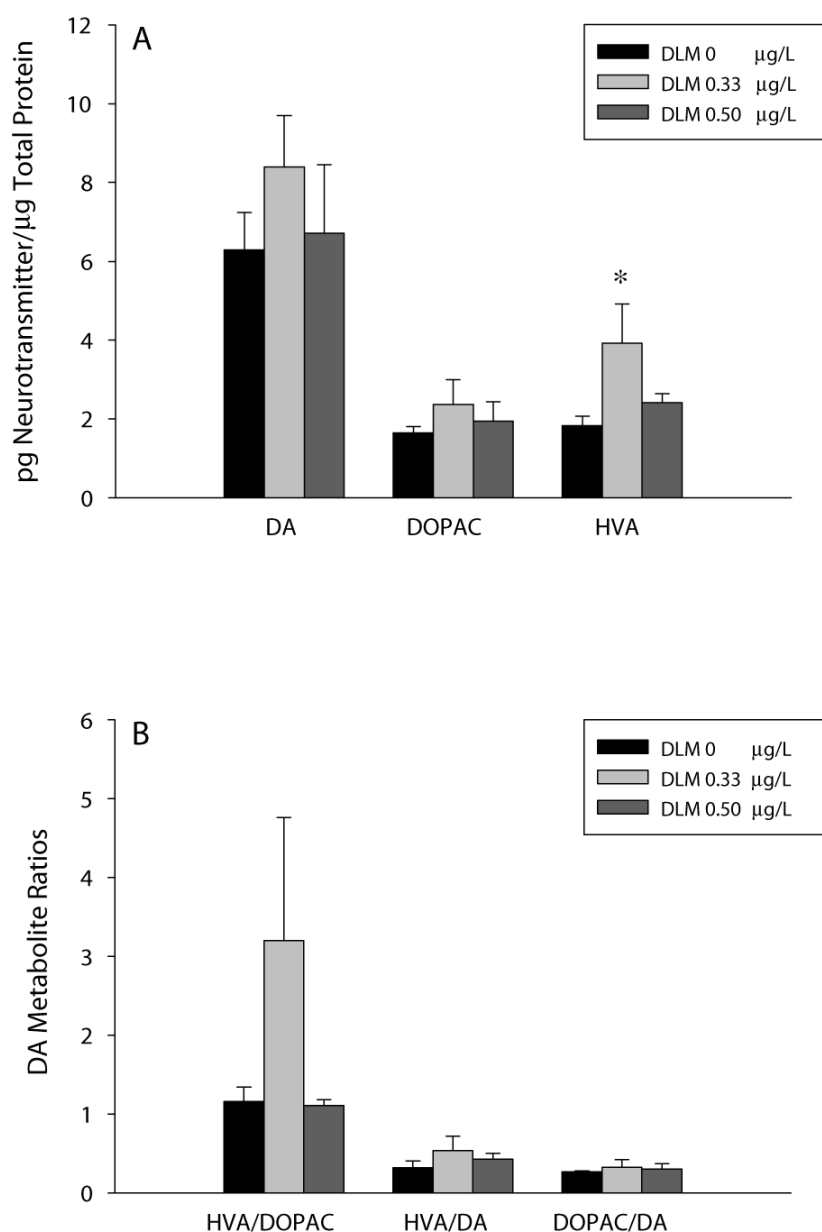 A
12
10
8
6
4
2
0
pg Neurotransmitter/μg Total Protein
DLM 0 μg/L
DLM 0.33 μg/L
DLM 0.50 μg/L
*
DA DOPAC HVA
B
6
5
4
3
2
1
0
DA Metabolite Ratios
DLM 0 μg/L
DLM 0.33 μg/L
DLM 0.50 μg/L
HVA/DOPAC HVA/DA DOPAC/DA